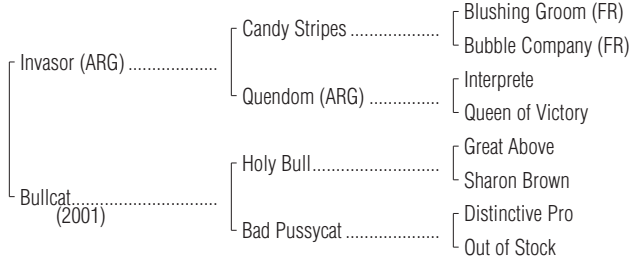 Blushing Groom (FR)
Candy Stripes ...................
Bubble Company (FR)
Invasor (ARG) ...................
Interprete
Quendom (ARG) ...............
Queen of Victory
Great Above
Holy Bull...........................
Sharon Brown
Bullcat...............................
(2001)
Distinctive Pro
Bad Pussycat ....................
Out of Stock